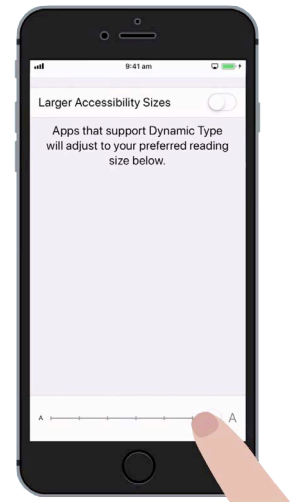 9:41 am
Larger Accessibility Sizes
Apps that support Dynamic Type
will adjust to your preferred reading
size below.
A A